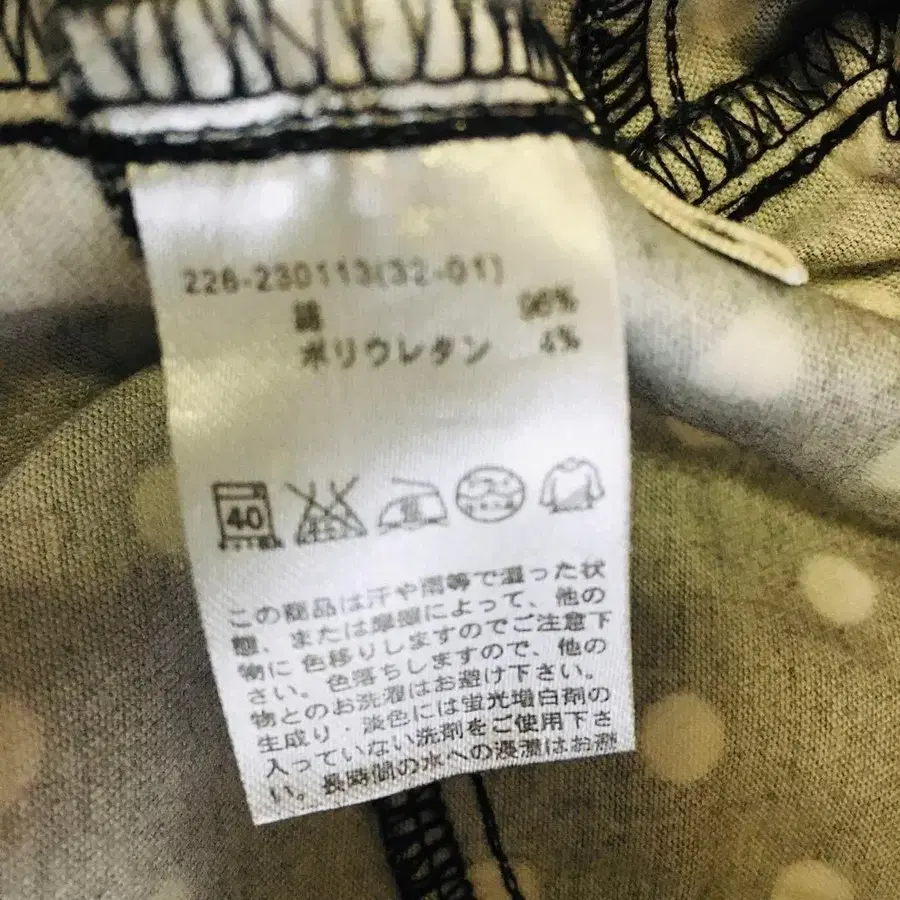 226-230113(32-01)
綿 96%
ポリウレタン 4%
40
この商品は汗や雨等で湿った状
態、または摩擦によって、他の
物に色移りしますのでご注意下
さい。色落ちしますので、他の
物とのお洗濯はお避け下さい。
生成り・淡色には蛍光増白剤の
入っていない洗剤をご使用下さ
い。長時間の水への浸漬はお避